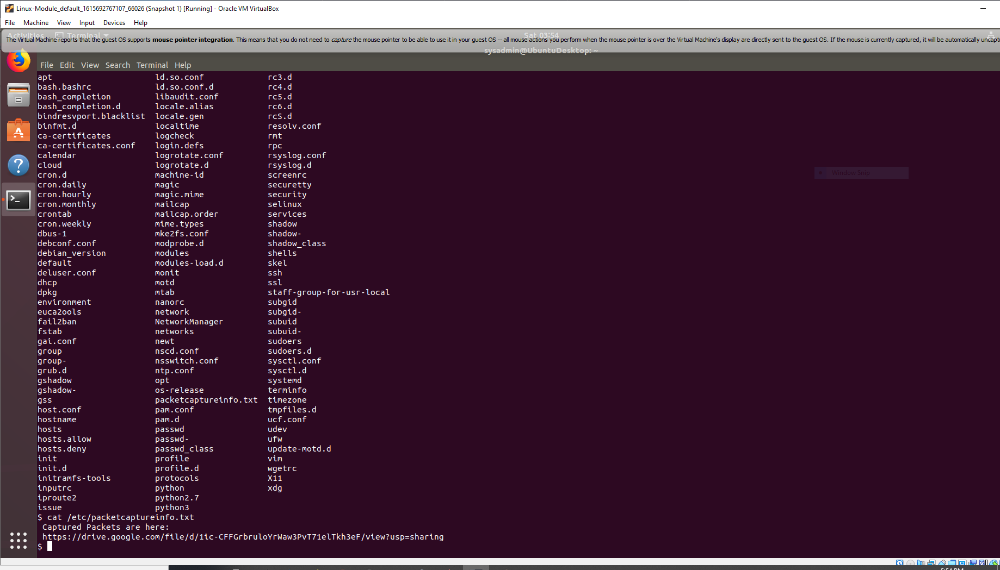 Linux-Module_default_1615692767107_66026 (Snapshot 1) [Running] - Oracle VM VirtualBox
File Machine View Input Devices Help
Activities Terminal Sat 03:54
The Virtual Machine reports that the guest OS supports mouse pointer integration. This means that you do not need to capture the mouse pointer to be able to use it in your guest OS -- all mouse actions you perform when the mouse pointer is over the Virtual Machine's display are directly sent to the guest OS. If the mouse is currently captured, it will be automatically uncapt
sysadmin@UbuntuDesktop: ~
File Edit View Search Terminal Help
apt ld.so.conf rc3.d
bash.bashrc ld.so.conf.d rc4.d
bash_completion libaudit.conf rc5.d
bash_completion.d locale.alias rc6.d
bindresvport.blacklist locale.gen rcS.d
binfmt.d localtime resolv.conf
ca-certificates logcheck rmt
ca-certificates.conf login.defs rpc
calendar logrotate.conf rsyslog.conf
cloud logrotate.d rsyslog.d
cron.d machine-id screenrc
Window Snip
cron.daily magic securetty
cron.hourly magic.mime security
cron.monthly mailcap selinux
crontab mailcap.order services
cron.weekly mime.types shadow
dbus-1 mke2fs.conf shadow-
debconf.conf modprobe.d shadow_class
debian_version modules shells
default modules-load.d skel
deluser.conf monit ssh
dhcp motd ssl
dpkg mtab staff-group-for-usr-local
environment nanorc subgid
euca2ools network subgid-
fail2ban NetworkManager subuid
fstab networks subuid-
gai.conf newt sudoers
group nscd.conf sudoers.d
group- nsswitch.conf sysctl.conf
grub.d ntp.conf sysctl.d
gshadow opt systemd
gshadow- os-release terminfo
gss packetcaptureinfo.txt timezone
host.conf pam.conf tmpfiles.d
hostname pam.d ucf.conf
hosts passwd udev
hosts.allow passwd- ufw
hosts.deny passwd_class update-motd.d
init profile vim
init.d profile.d wgetrc
initramfs-tools protocols X11
inputrc python xdg
iproute2 python2.7
issue python3
$ cat /etc/packetcaptureinfo.txt
Captured Packets are here:
https://drive.google.com/file/d/1ic-CFFGrbruloYrWaw3PvT71elTkh3eF/view?usp=sharing
$